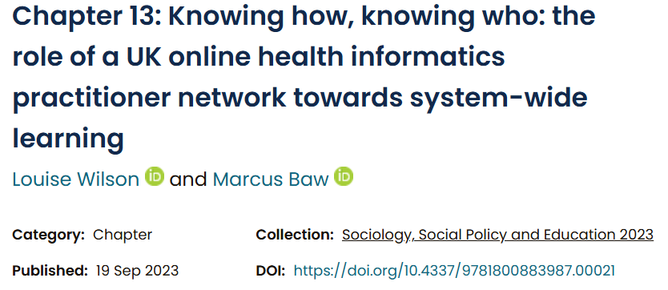 Chapter 13: Knowing how, knowing who: the
role of a UK online health informatics
practitioner network towards system-wide
learning
Louise Wilson iD and Marcus Baw iD
Category: Chapter Collection: Sociology, Social Policy and Education 2023
Published: 19 Sep 2023 DOI: https://doi.org/10.4337/9781800883987.00021